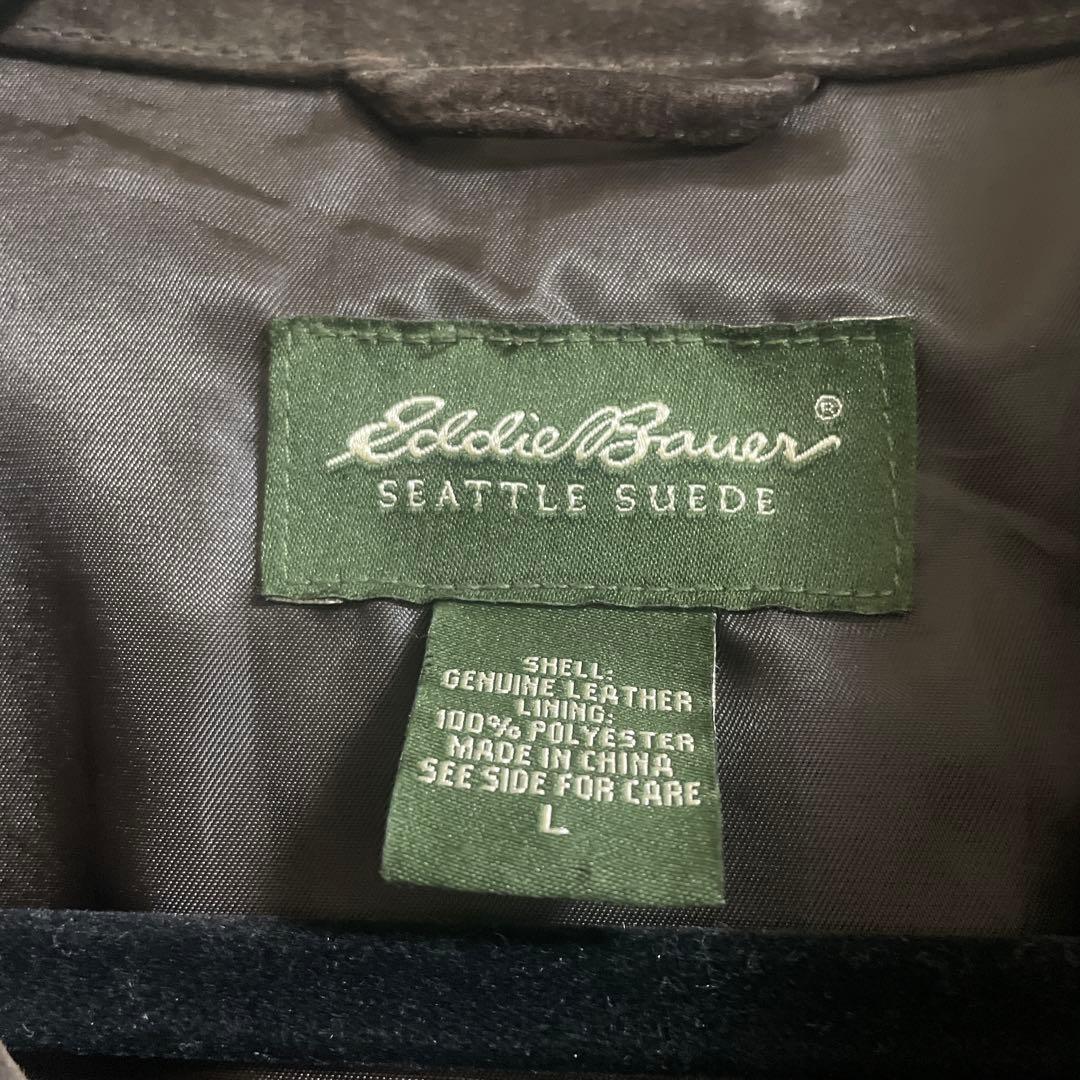 Eddie Bauer®
SEATTLE SUEDE
SHELL:
GENUINE LEATHER
LINING:
100% POLYESTER
MADE IN CHINA
SEE SIDE FOR CARE
L